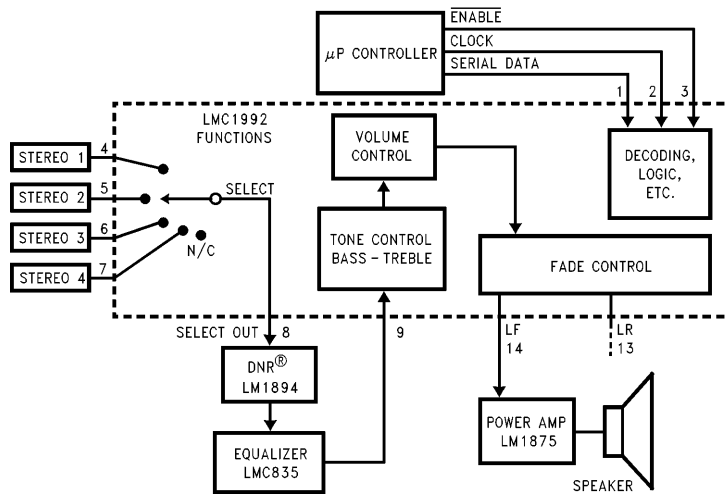 ENABLE
CLOCK
SERIAL DATA
µP CONTROLLER
1 2 3
LMC1992
FUNCTIONS
VOLUME
CONTROL
DECODING,
LOGIC,
ETC.
STEREO 1 4
STEREO 2 5
STEREO 3 6
STEREO 4 7
SELECT
N/C
TONE CONTROL
BASS – TREBLE
FADE CONTROL
SELECT OUT 8
9
LF
14
LR
13
DNR®
LM1894
EQUALIZER
LMC835
POWER AMP
LM1875
SPEAKER